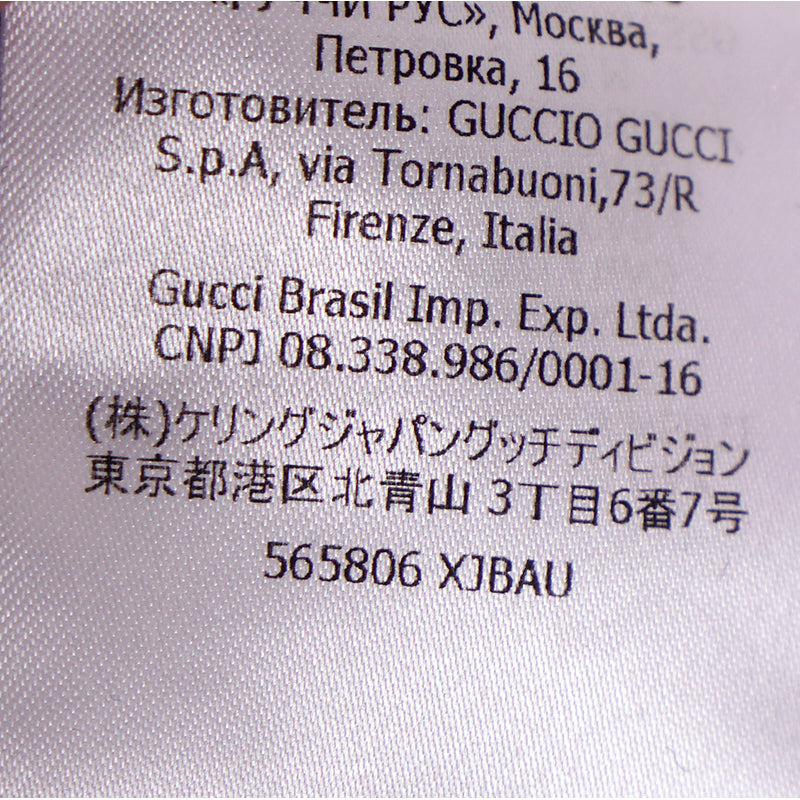 РУС», Москва,
Петровка, 16
Изготовитель: GUCCIO GUCCI
S.p.A, via Tornabuoni,73/R
Firenze, Italia
Gucci Brasil Imp. Exp. Ltda.
CNPJ 08.338.986/0001-16
(株)ケリングジャパングッチディビジョン
東京都港区北青山 3丁目6番7号
565806 XJBAU